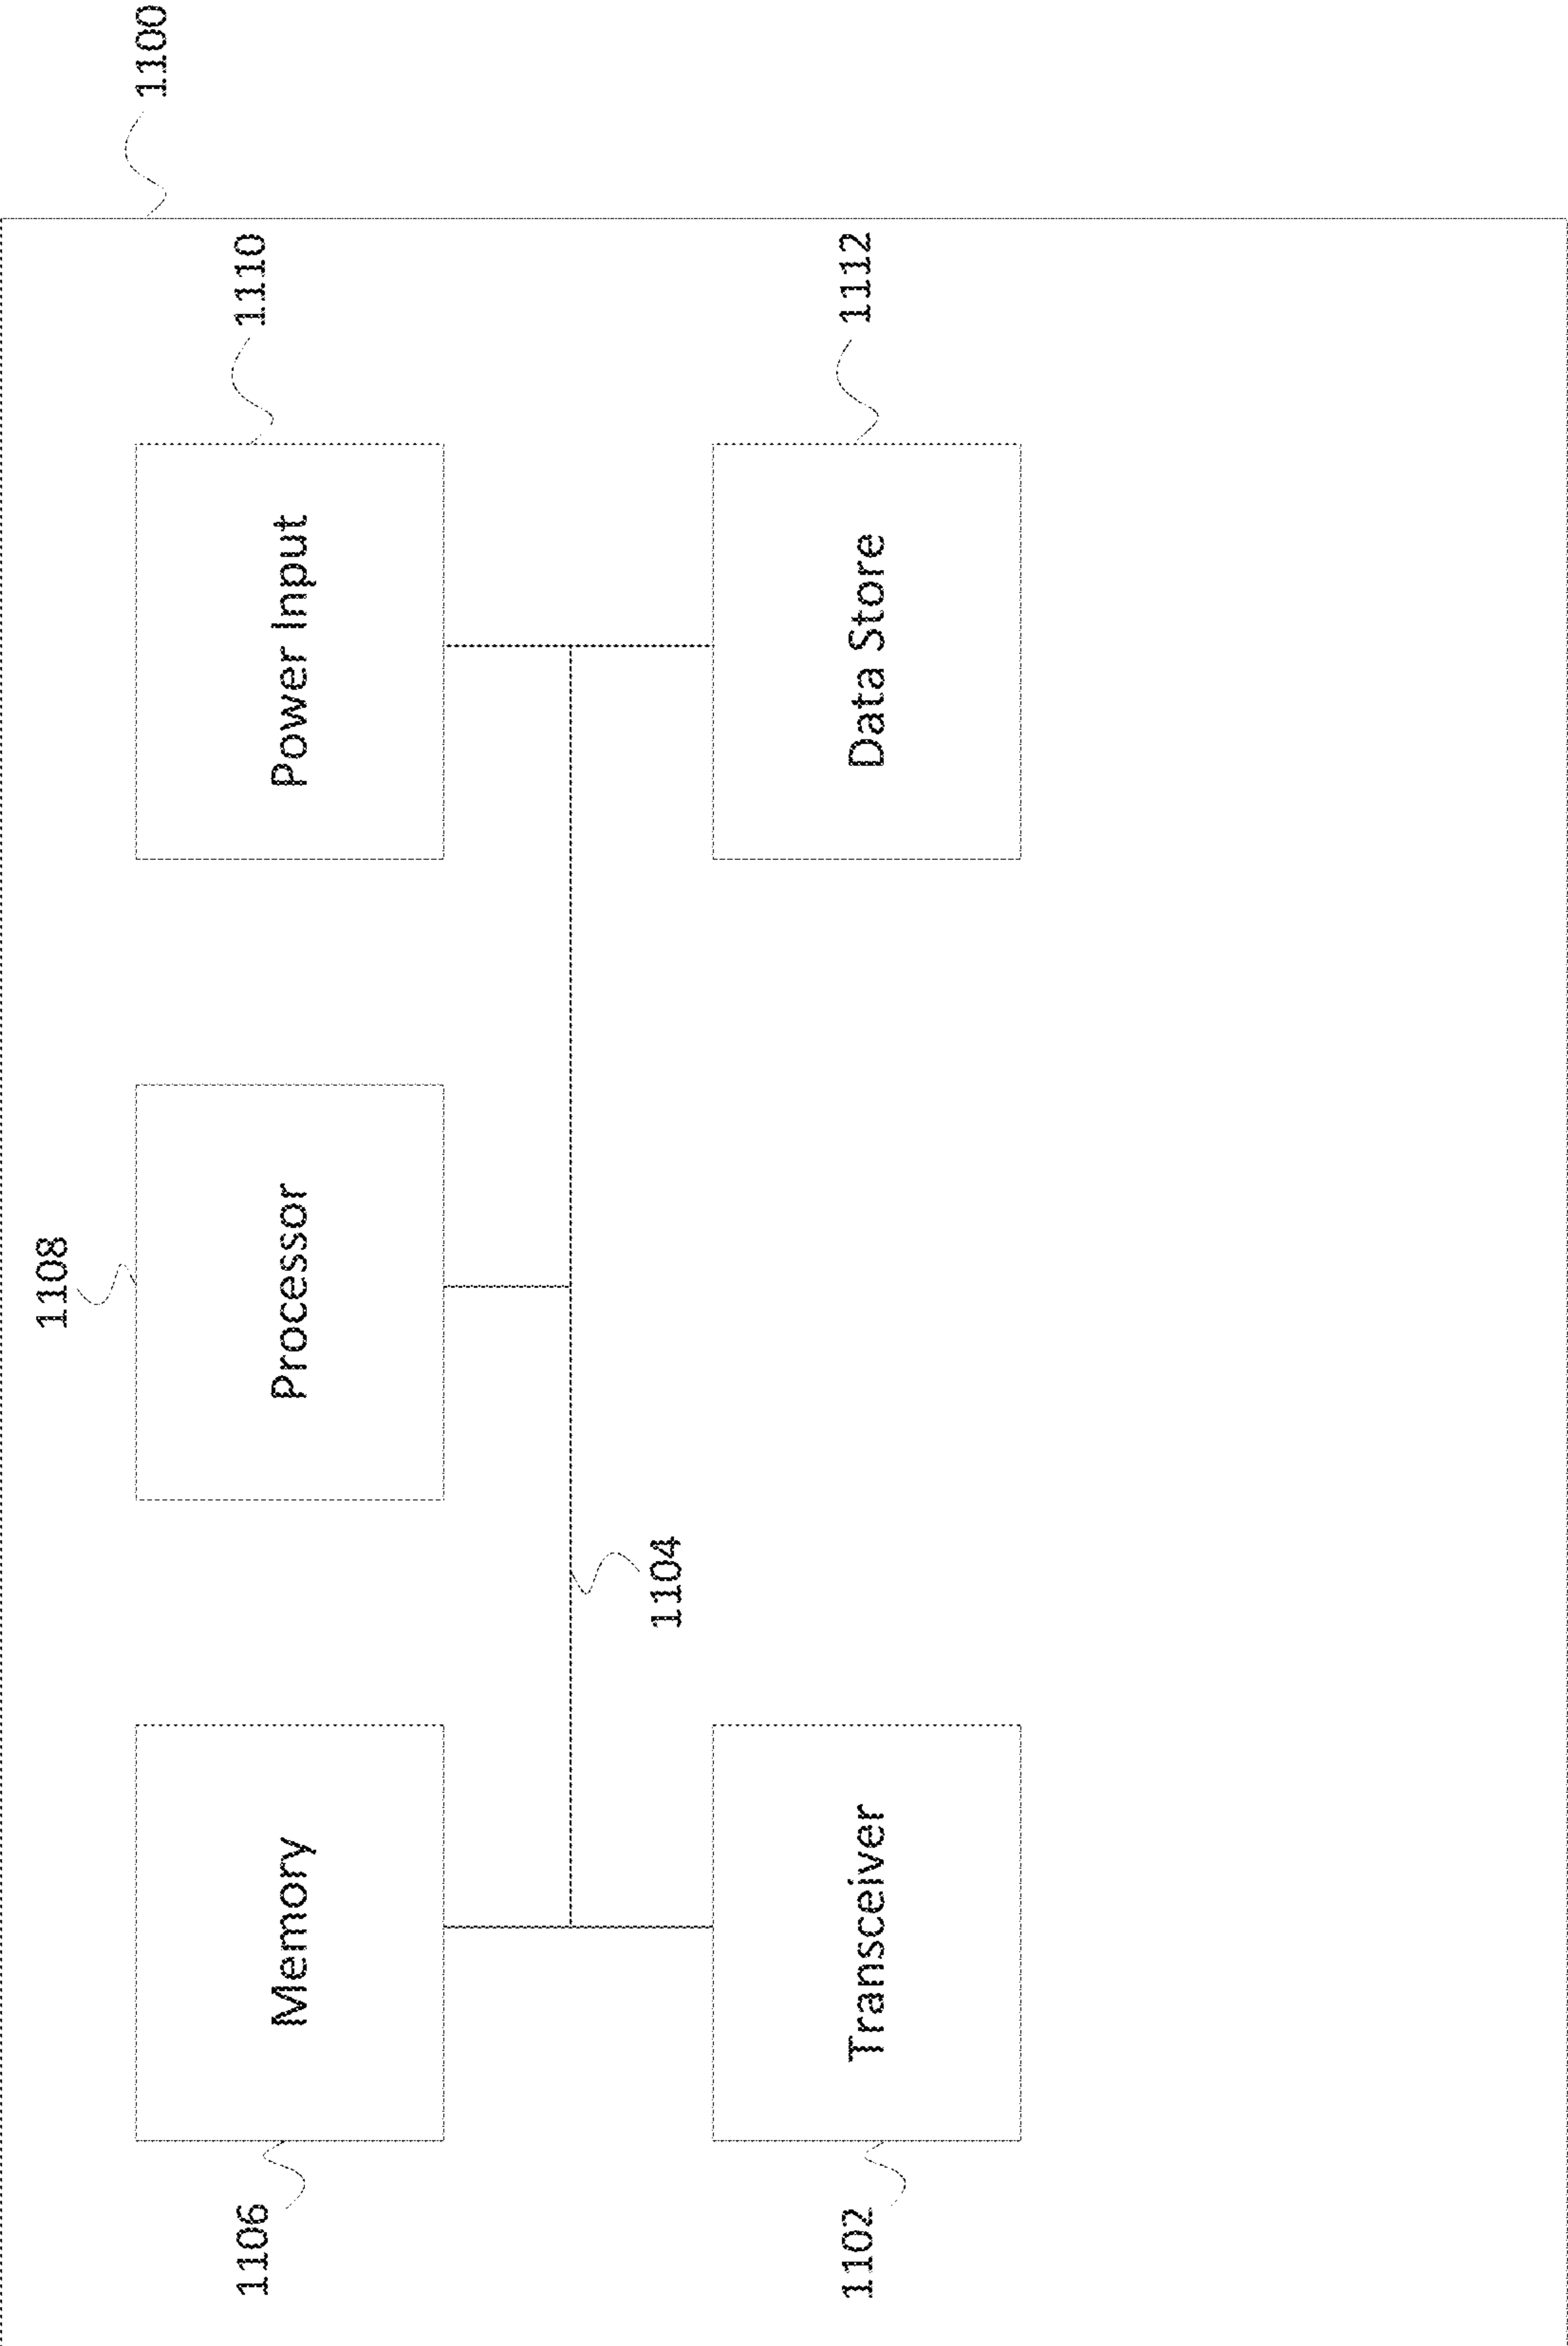 1100
1106
Memory
1108
Processor
1110
Power Input
1104
1102
Transceiver
1112
Data Store